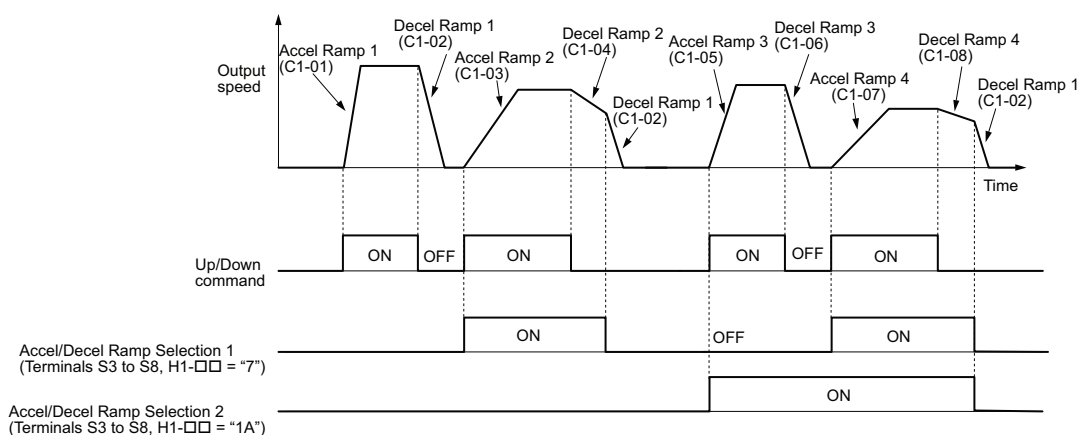 Output
speed
Accel Ramp 1
(C1-01)
Decel Ramp 1
(C1-02)
Accel Ramp 2
(C1-03)
Decel Ramp 2
(C1-04)
Decel Ramp 1
(C1-02)
Accel Ramp 3
(C1-05)
Decel Ramp 3
(C1-06)
Accel Ramp 4
(C1-07)
Decel Ramp 4
(C1-08)
Decel Ramp 1
(C1-02)
Time
Up/Down
command
ON
OFF
ON
ON
OFF
ON
Accel/Decel Ramp Selection 1
(Terminals S3 to S8, H1-□□ = “7”)
ON
OFF
ON
Accel/Decel Ramp Selection 2
(Terminals S3 to S8, H1-□□ = “1A”)
ON